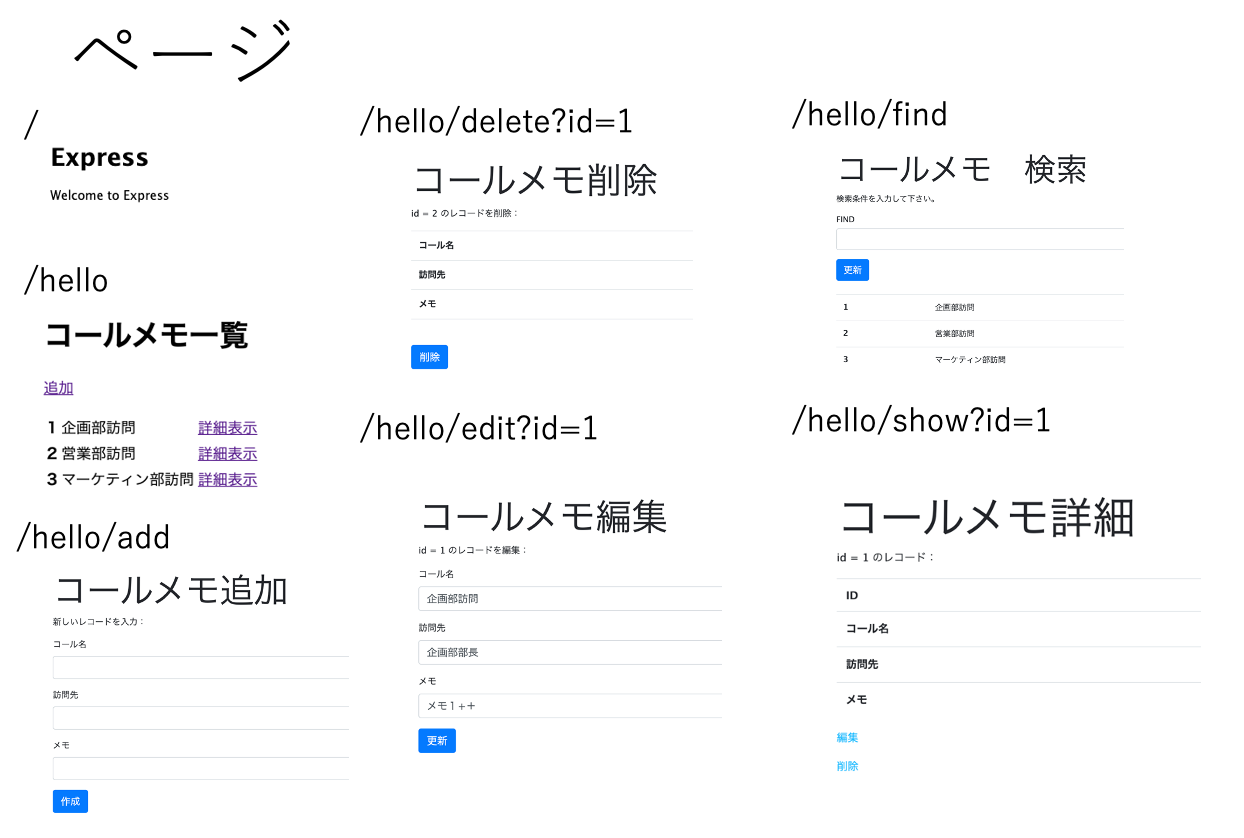 ページ
/
Express
Welcome to Express
/hello
コールメモ一覧
追加
1 企画部訪問 詳細表示
2 営業部訪問 詳細表示
3 マーケティン部訪問 詳細表示
/hello/add
コールメモ追加
新しいレコードを入力：
コール名
訪問先
メモ
作成
/hello/delete?id=1
コールメモ削除
id = 2 のレコードを削除：
コール名
訪問先
メモ
削除
/hello/edit?id=1
コールメモ編集
id = 1 のレコードを編集：
コール名
企画部訪問
訪問先
企画部部長
メモ
メモ１++
更新
/hello/find
コールメモ　検索
検索条件を入力して下さい。
FIND
更新
1 企画部訪問
2 営業部訪問
3 マーケティン部訪問
/hello/show?id=1
コールメモ詳細
id = 1 のレコード：
ID
コール名
訪問先
メモ
編集
削除